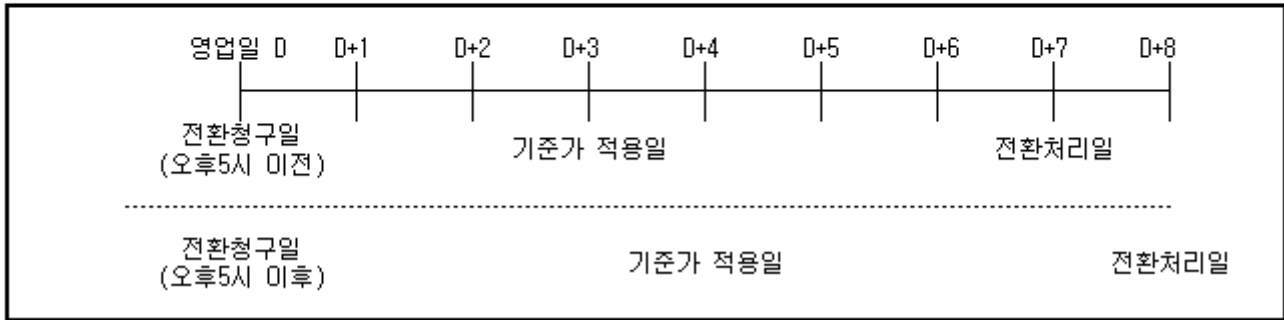 영업일 D D+1 D+2 D+3 D+4 D+5 D+6 D+7 D+8
전환청구일 기준가 적용일 전환처리일
(오후5시 이전)
전환청구일 기준가 적용일 전환처리일
(오후5시 이후)